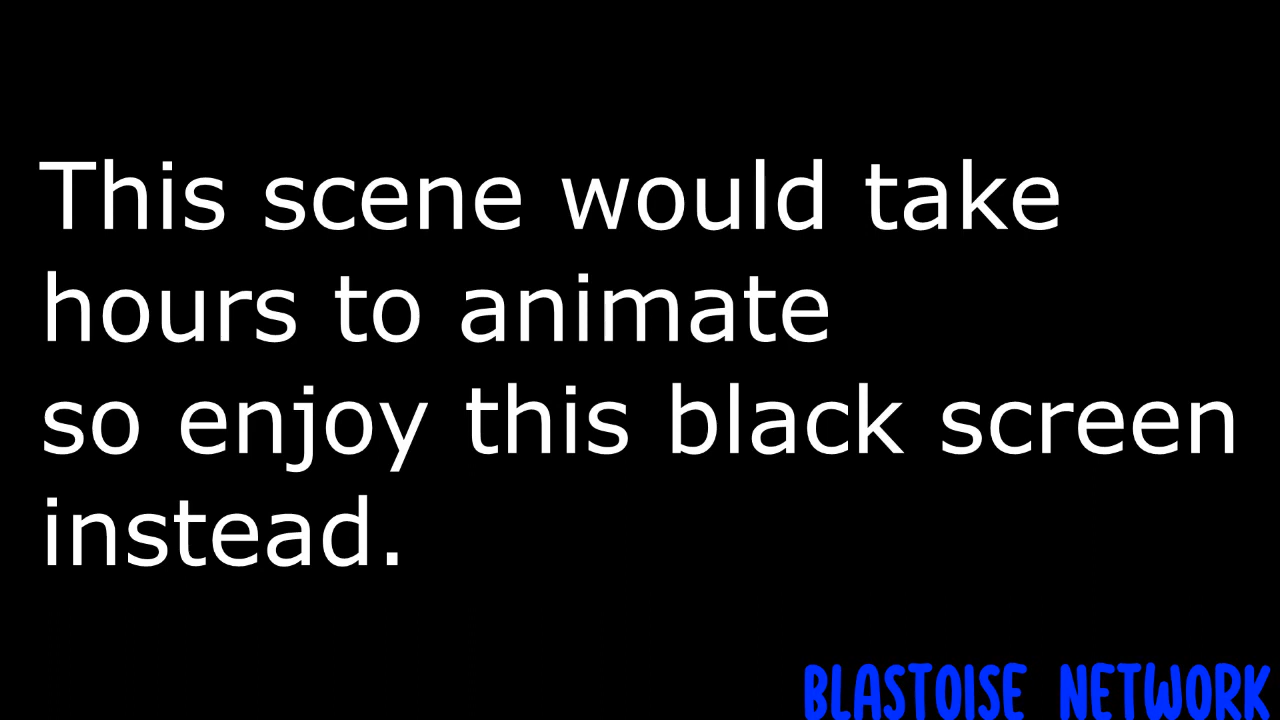 This scene would take
hours to animate
so enjoy this black screen
instead.
BLASTOISE NETWORK